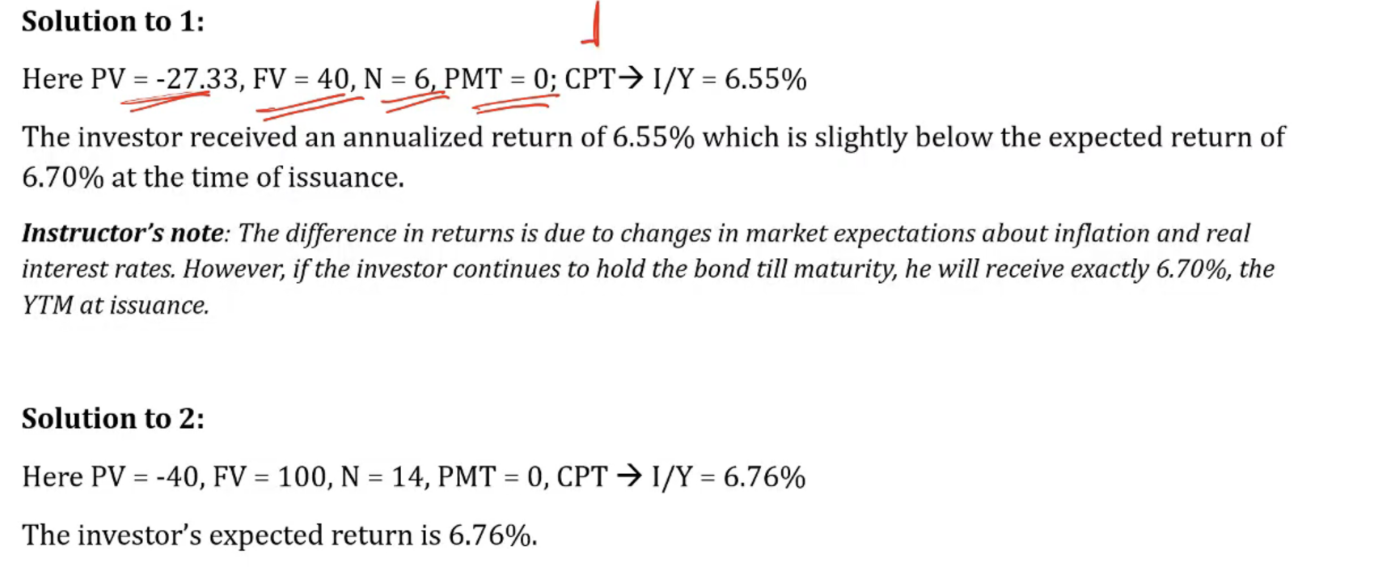 Solution to 1:
Here PV = -27.33, FV = 40, N = 6, PMT = 0; CPT→ I/Y = 6.55%
The investor received an annualized return of 6.55% which is slightly below the expected return of
6.70% at the time of issuance.
Instructor's note: The difference in returns is due to changes in market expectations about inflation and real
interest rates. However, if the investor continues to hold the bond till maturity, he will receive exactly 6.70%, the
YTM at issuance.
Solution to 2:
Here PV = -40, FV = 100, N = 14, PMT = 0, CPT → I/Y = 6.76%
The investor's expected return is 6.76%.